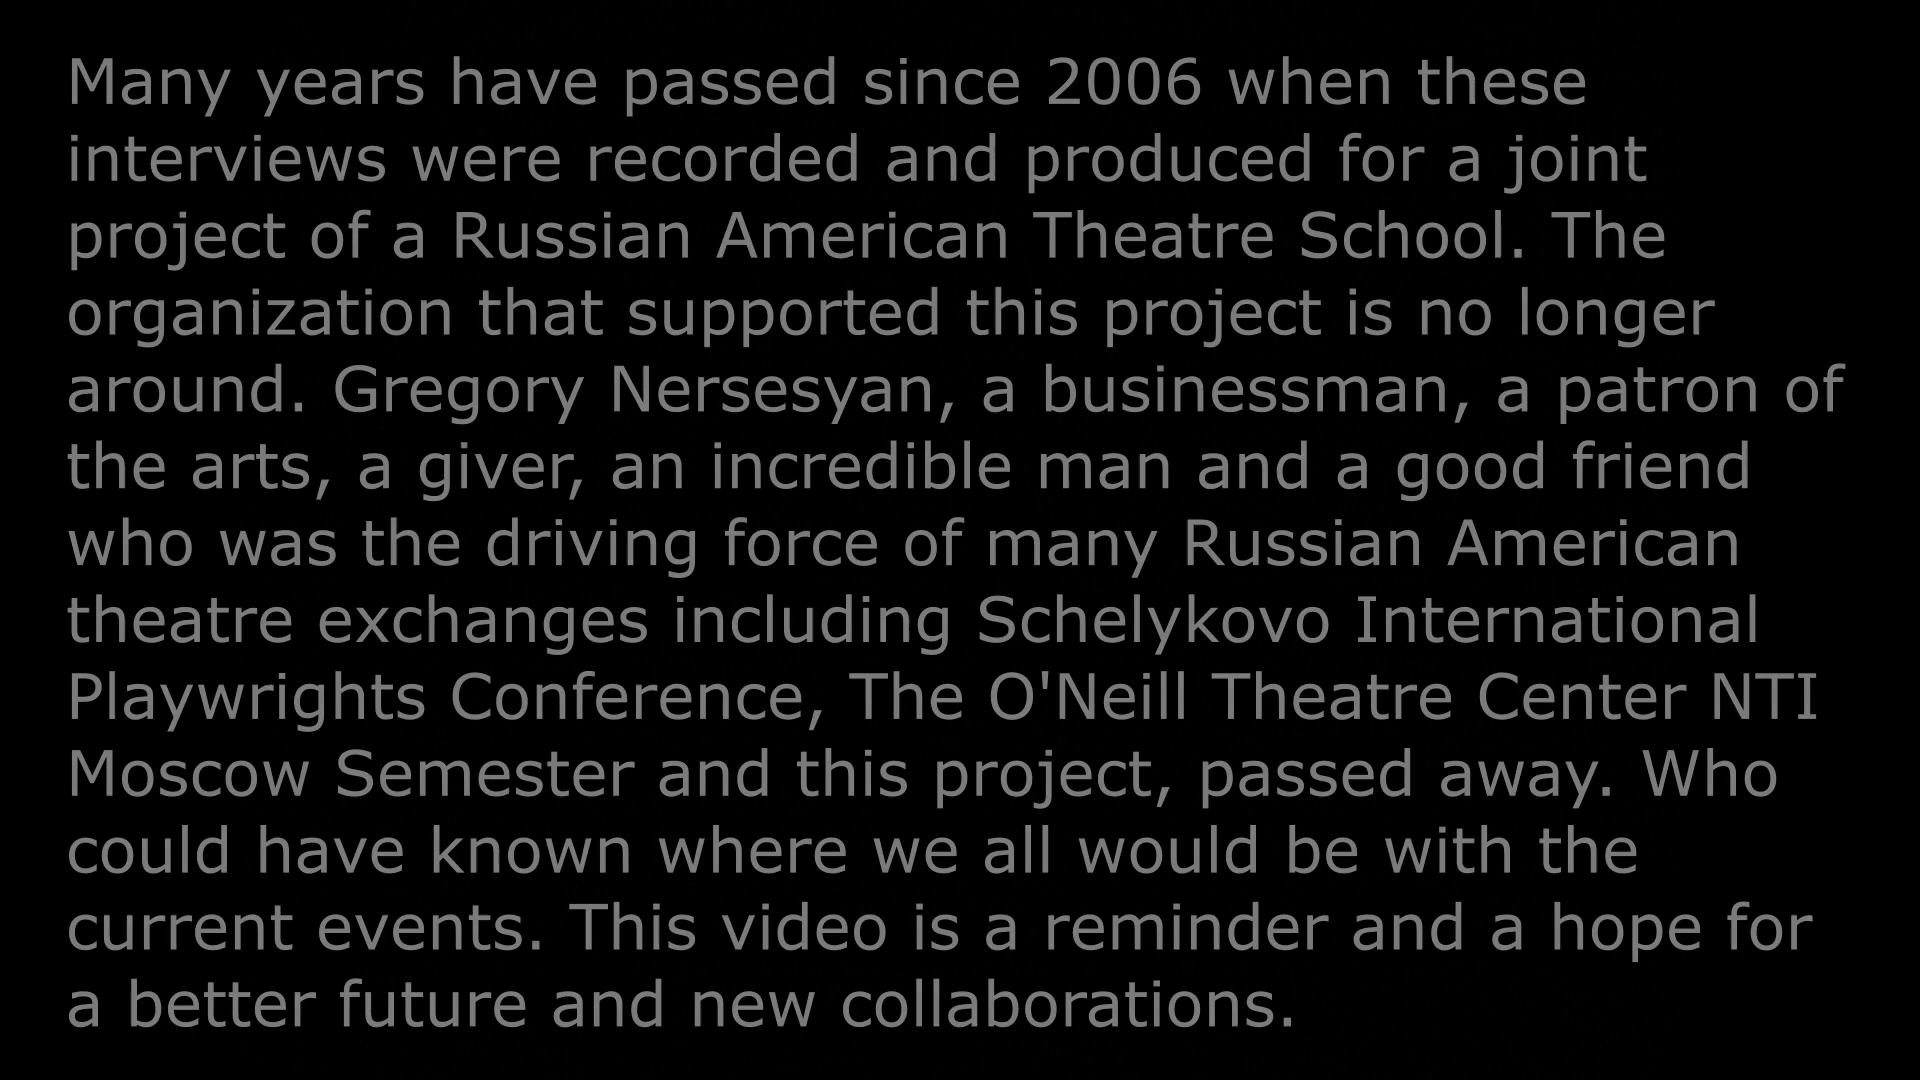 Many years have passed since 2006 when these
interviews were recorded and produced for a joint
project of a Russian American Theatre School. The
organization that supported this project is no longer
around. Gregory Nersesyan, a businessman, a patron of
the arts, a giver, an incredible man and a good friend
who was the driving force of many Russian American
theatre exchanges including Schelykovo International
Playwrights Conference, The O'Neill Theatre Center NTI
Moscow Semester and this project, passed away. Who
could have known where we all would be with the
current events. This video is a reminder and a hope for
a better future and new collaborations.